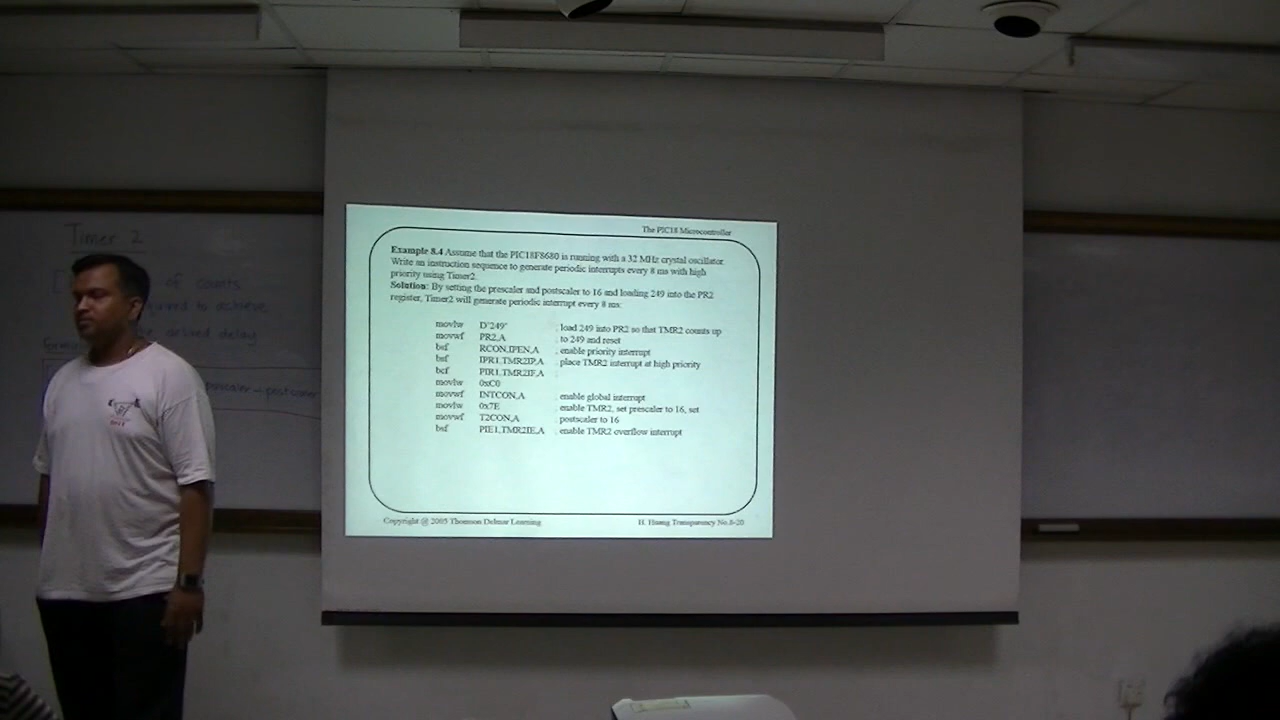 Timer 2
of counts
to achieve
desired delay
prescaler
The PIC18 Microcontroller
Example 8.4 Assume that the PIC18F8680 is running with a 32 MHz crystal oscillator.
Write an instruction sequence to generate periodic interrupts every 8 ms with high
priority using Timer2.
Solution: By setting the prescaler and postscaler to 16 and loading 249 into the PR2
register, Timer2 will generate periodic interrupt every 8 ms:
movlw D'249' ; load 249 into PR2 so that TMR2 counts up
movwf PR2,A ; to 249 and reset
bsf RCON,IPEN,A ; enable priority interrupt
bsf IPR1,TMR2IP,A ; place TMR2 interrupt at high priority
bcf PIR1,TMR2IF,A ;
movlw 0xC0
movwf INTCON,A ; enable global interrupt
movlw 0x7E ; enable TMR2, set prescaler to 16, set
movwf T2CON,A ; postscaler to 16
bsf PIE1,TMR2IE,A ; enable TMR2 overflow interrupt
Copyright @ 2005 Thomson Delmar Learning
H. Huang Transparency No.8-20